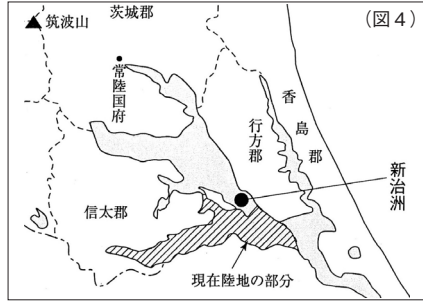 （図４）
茨城郡
筑波山
常陸国府
香島郡
行方郡
新治洲
信太郡
現在陸地の部分